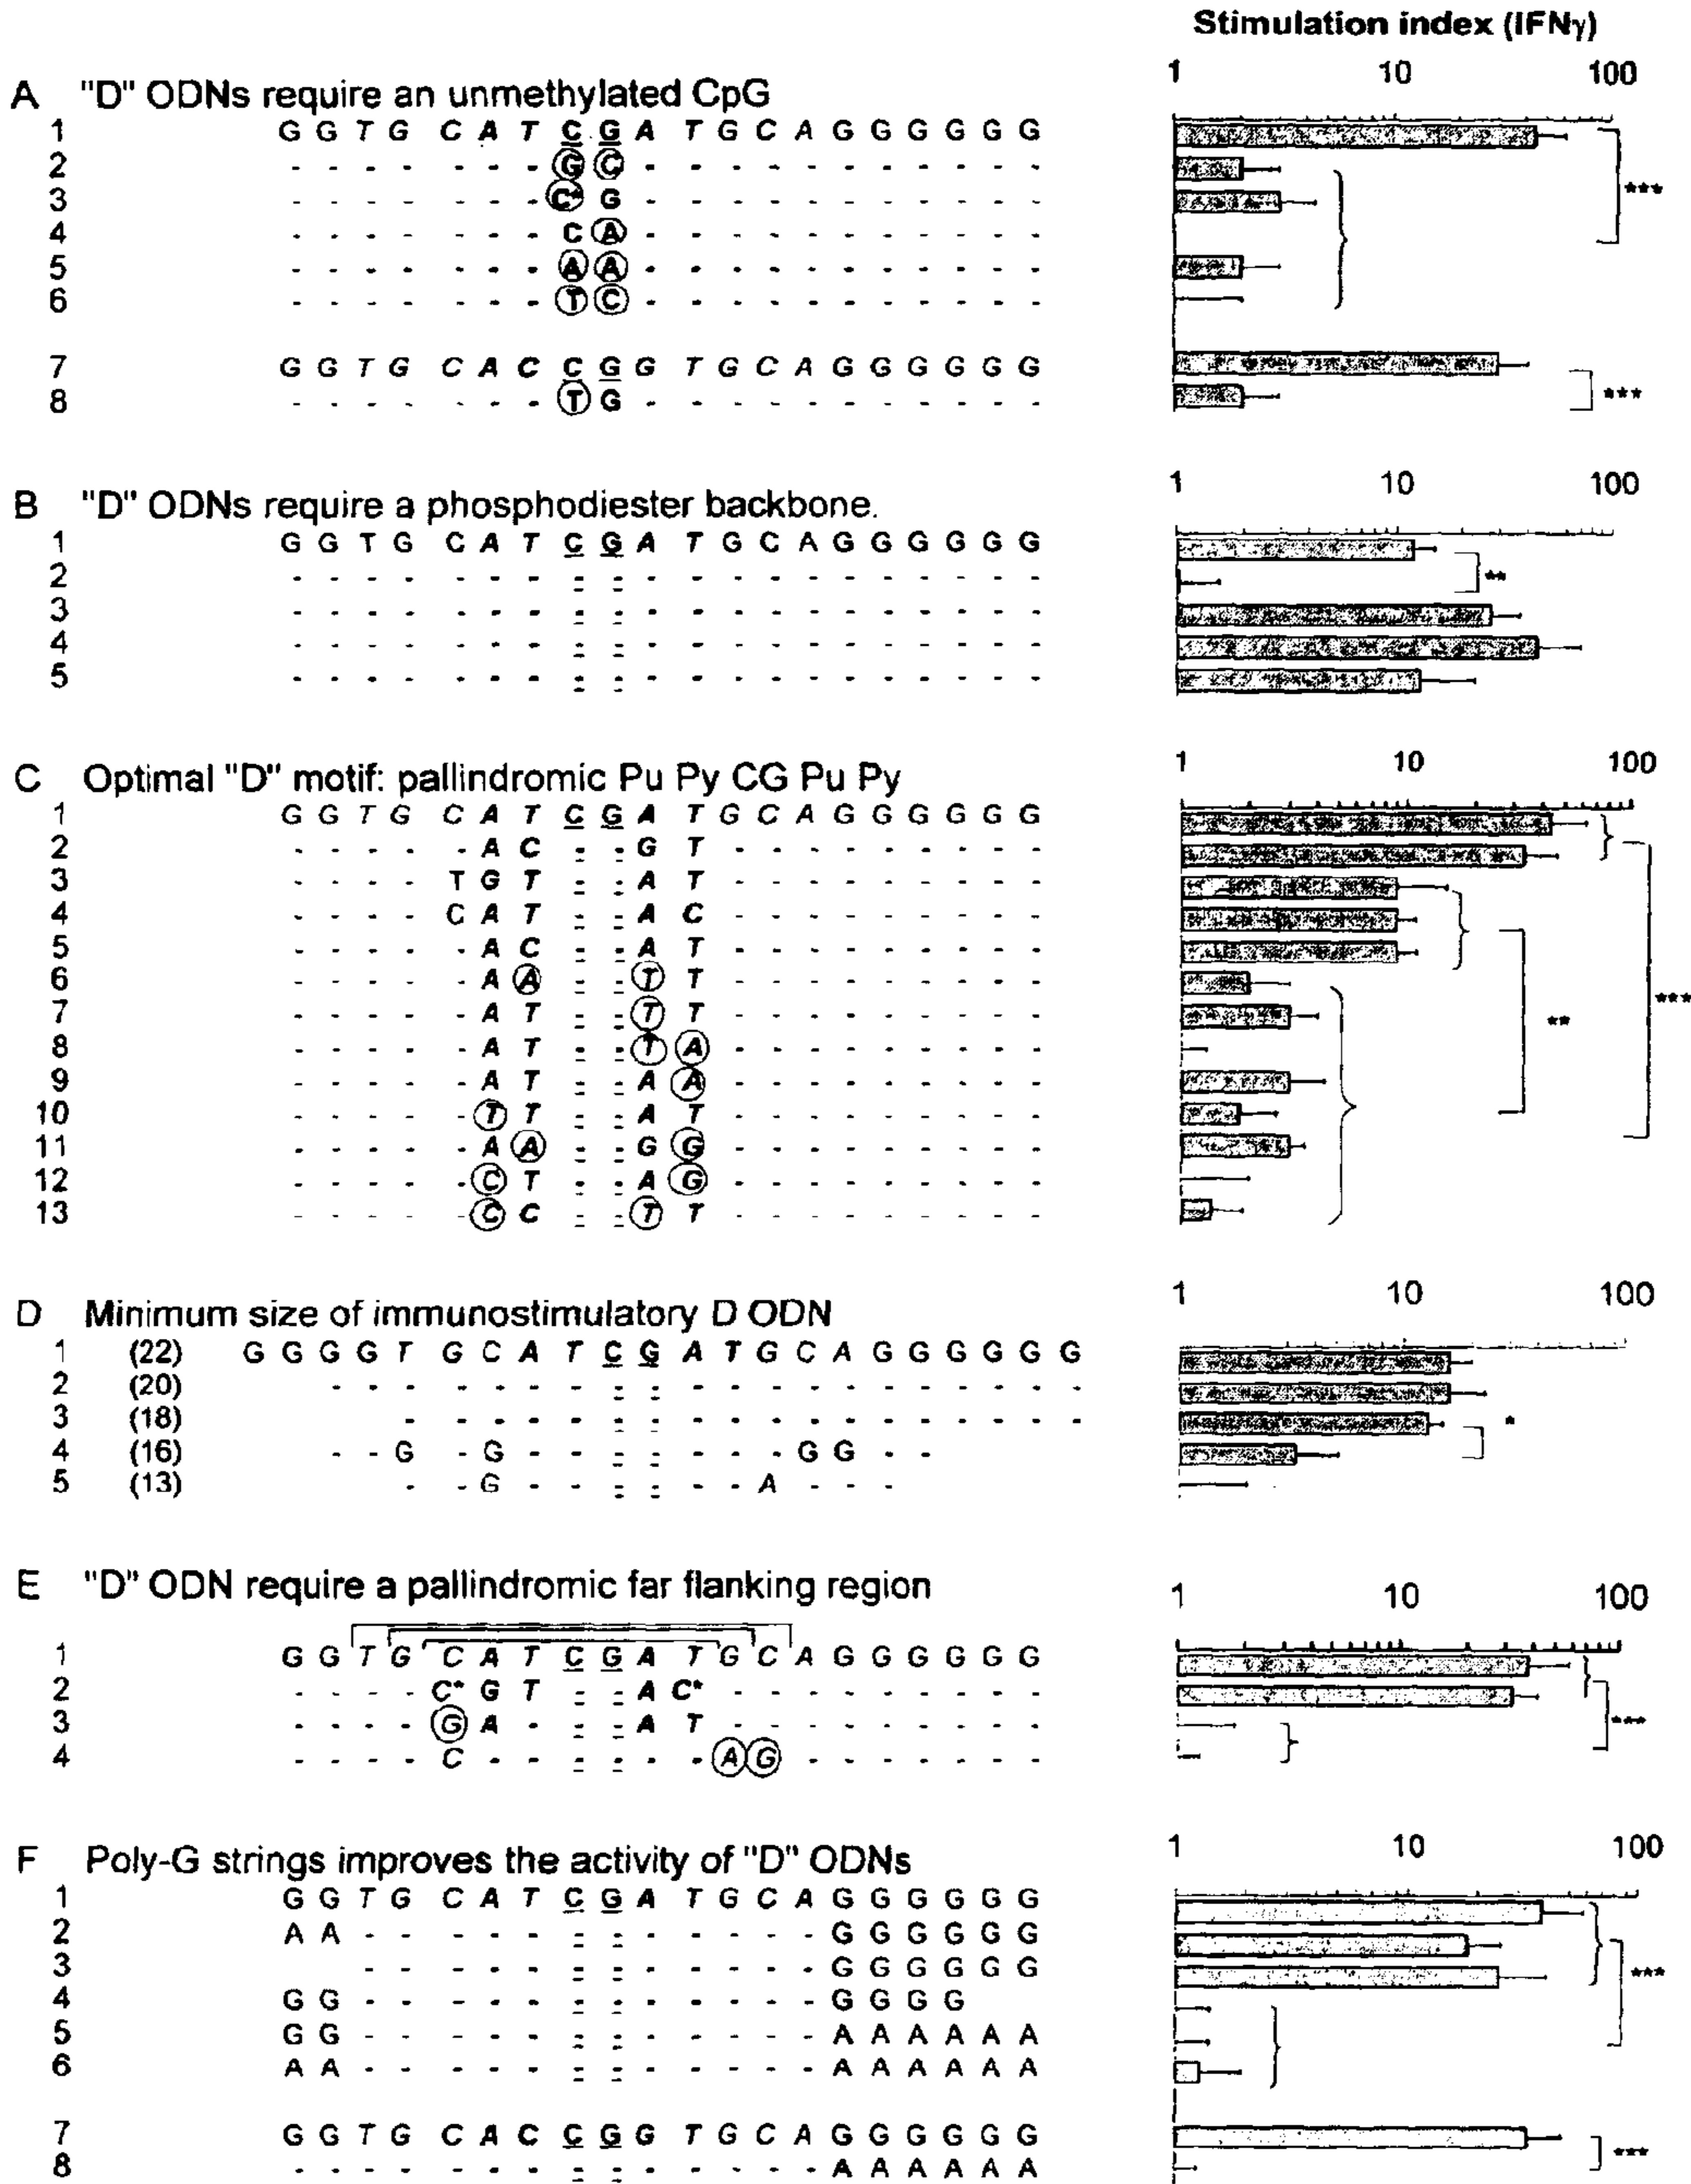 Stimulation index (IFNγ)
1 10 100
A "D" ODNs require an unmethylated CpG
1 G G T G C A T C G A T G C A G G G G G G
2 - - - - - - - G C - - - - - - - - - - -
3 - - - - - - - C* G - - - - - - - - - - -
4 - - - - - - - C A - - - - - - - - - - -
5 - - - - - - - A A - - - - - - - - - - -
6 - - - - - - - T C - - - - - - - - - - -
***
7 G G T G C A C C G G T G C A G G G G G G
8 - - - - - - - T G - - - - - - - - - - -
***
1 10 100
B "D" ODNs require a phosphodiester backbone.
1 G G T G C A T C G A T G C A G G G G G G
2 - - - - - - - - - - - - - - - - - - - -
3 - - - - - - - - - - - - - - - - - - - -
4 - - - - - - - - - - - - - - - - - - - -
5 - - - - - - - - - - - - - - - - - - - -
**
1 10 100
C Optimal "D" motif: pallindromic Pu Py CG Pu Py
1 G G T G C A T C G A T G C A G G G G G G
2 - - - - - A C - - G T - - - - - - - - -
3 - - - - T G T - - A T - - - - - - - - -
4 - - - - C A T - - A C - - - - - - - - -
5 - - - - - A C - - A T - - - - - - - - -
6 - - - - - A A - - T T - - - - - - - - -
7 - - - - - A T - - T T - - - - - - - - -
8 - - - - - A T - - T A - - - - - - - - -
9 - - - - - A T - - A A - - - - - - - - -
10 - - - - - T T - - A T - - - - - - - - -
11 - - - - - A A - - G G - - - - - - - - -
12 - - - - - C T - - A G - - - - - - - - -
13 - - - - - C C - - T T - - - - - - - - -
** ***
1 10 100
D Minimum size of immunostimulatory D ODN
1 (22) G G G G T G C A T C G A T G C A G G G G G G
2 (20) - - - - - - - - - - - - - - - - - - - -
3 (18) - - - - - - - - - - - - - - - - - -
4 (16) - - G - G - - - - - - - G G - -
5 (13) - - G - - - - - - A - - -
*
1 10 100
E "D" ODN require a pallindromic far flanking region
1 G G T G C A T C G A T G C A G G G G G G
2 - - - - C* G T - - A C* - - - - - - - - -
3 - - - - G A - - - A T - - - - - - - - -
4 - - - - C - - - - - - A G - - - - - - -
***
1 10 100
F Poly-G strings improves the activity of "D" ODNs
1 G G T G C A T C G A T G C A G G G G G G
2 A A - - - - - - - - - - - - G G G G G G
3 - - - - - - - - - - - - G G G G G G
4 G G - - - - - - - - - - - - G G G G
5 G G - - - - - - - - - - - - A A A A A A
6 A A - - - - - - - - - - - - A A A A A A
***
7 G G T G C A C C G G T G C A G G G G G G
8 - - - - - - - - - - - - - - A A A A A A
***